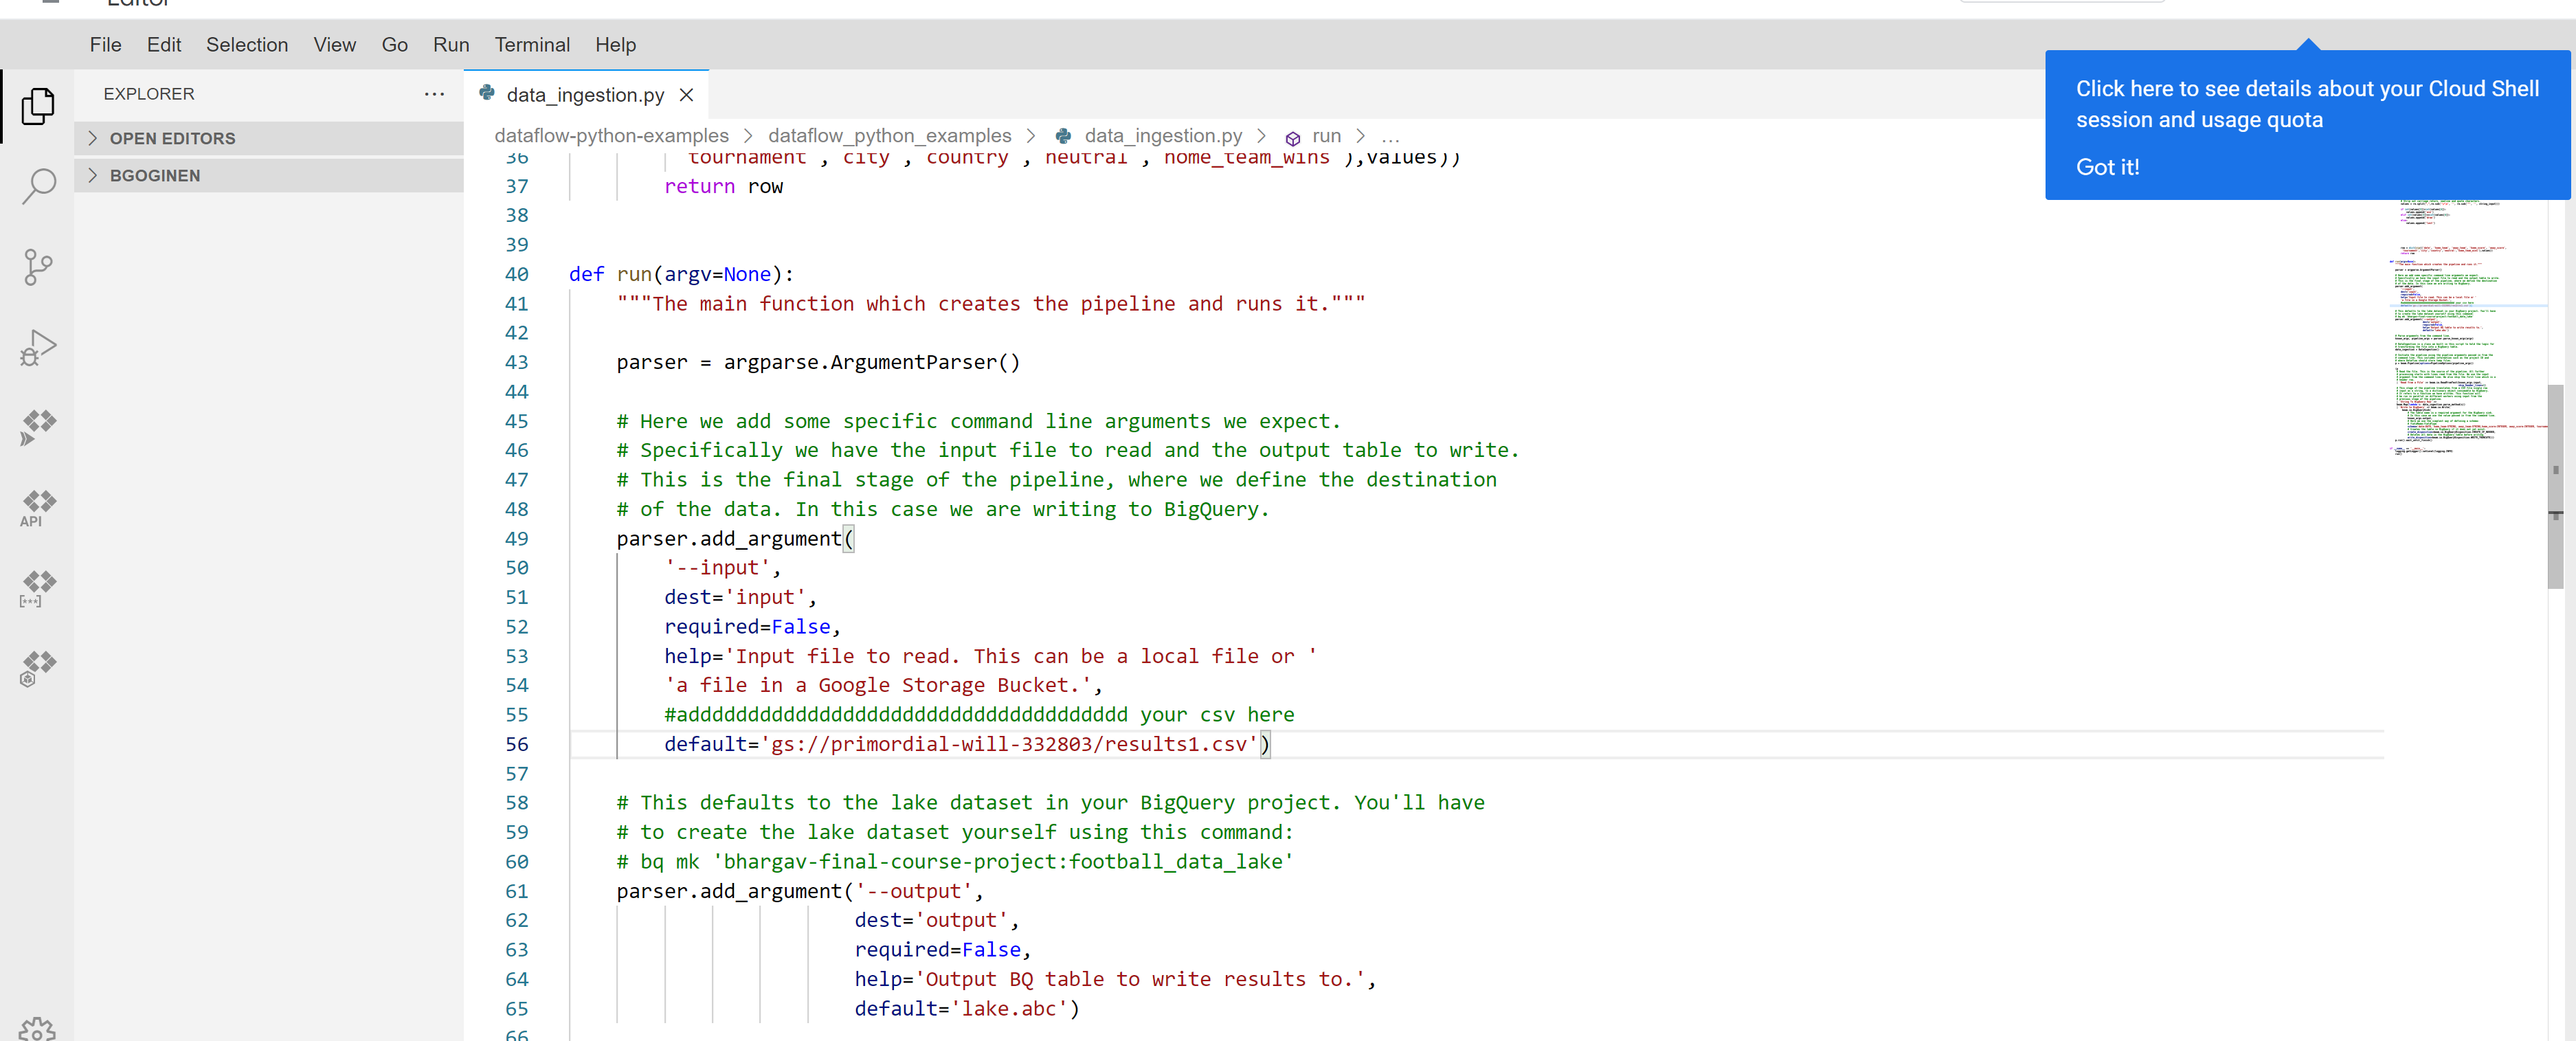 Editor
File Edit Selection View Go Run Terminal Help
Click here to see details about your Cloud Shell
session and usage quota
Got it!
EXPLORER
OPEN EDITORS
BGOGINEN
API
data_ingestion.py
dataflow-python-examples > dataflow_python_examples > data_ingestion.py > run > ...
36 'tournament', 'city', 'country', 'neutral', 'home_team_wins'),values))
37 return row
38
39
40 def run(argv=None):
41 """The main function which creates the pipeline and runs it."""
42
43 parser = argparse.ArgumentParser()
44
45 # Here we add some specific command line arguments we expect.
46 # Specifically we have the input file to read and the output table to write.
47 # This is the final stage of the pipeline, where we define the destination
48 # of the data. In this case we are writing to BigQuery.
49 parser.add_argument(
50 '--input',
51 dest='input',
52 required=False,
53 help='Input file to read. This can be a local file or '
54 'a file in a Google Storage Bucket.',
55 #adddddddddddddddddddddddddddddddddddddd your csv here
56 default='gs://primordial-will-332803/results1.csv')
57
58 # This defaults to the lake dataset in your BigQuery project. You'll have
59 # to create the lake dataset yourself using this command:
60 # bq mk 'bhargav-final-course-project:football_data_lake'
61 parser.add_argument('--output',
62 dest='output',
63 required=False,
64 help='Output BQ table to write results to.',
65 default='lake.abc')
66